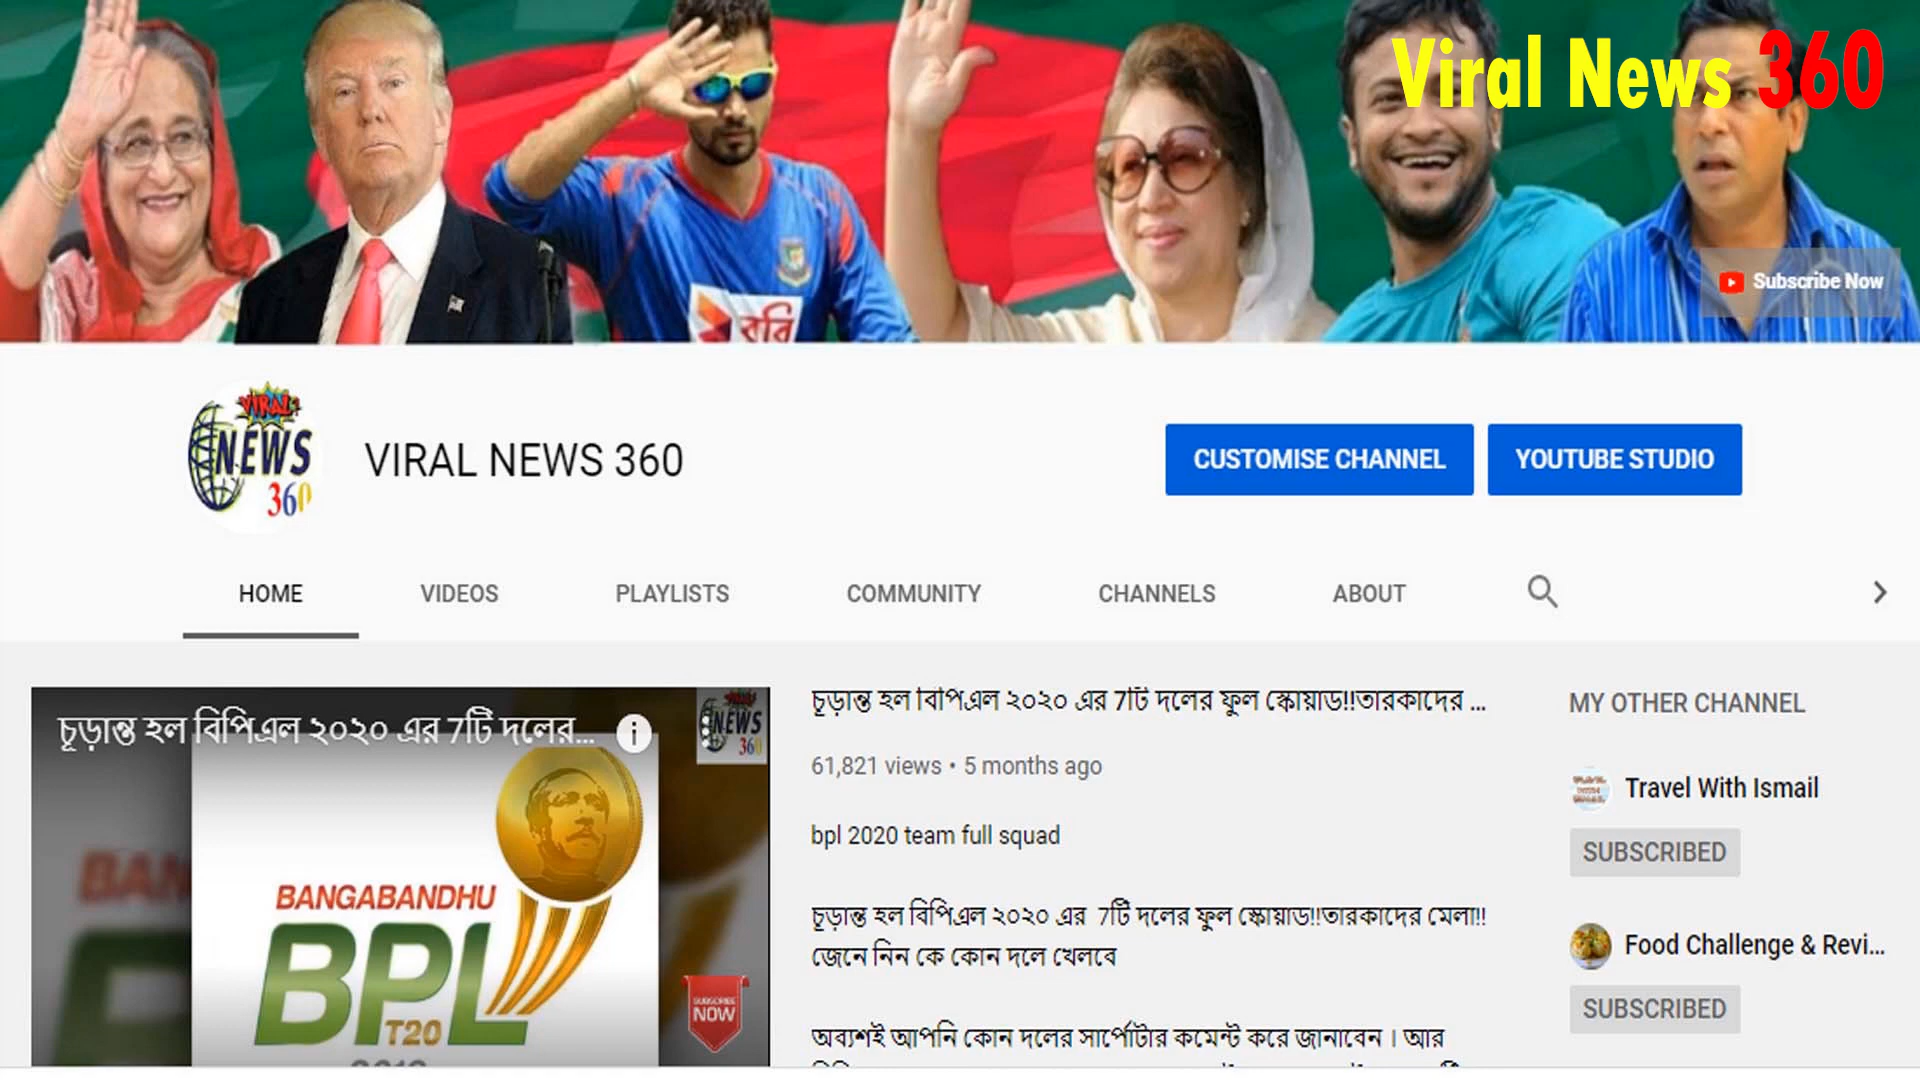 Viral News 360
রবি
Subscribe Now
VIRAL
NEWS
360
VIRAL NEWS 360
CUSTOMISE CHANNEL
YOUTUBE STUDIO
HOME
VIDEOS
PLAYLISTS
COMMUNITY
CHANNELS
ABOUT
চূড়ান্ত হল বিপিএল ২০২০ এর 7টি দলের...
NEWS
360
BANGABANDHU
BPL
T20
SUBSCRIBE
NOW
চূড়ান্ত হল বিপিএল ২০২০ এর 7টি দলের ফুল স্কোয়াড!!তারকাদের ...
61,821 views • 5 months ago
bpl 2020 team full squad
চূড়ান্ত হল বিপিএল ২০২০ এর 7টি দলের ফুল স্কোয়াড!!তারকাদের মেলা!!
জেনে নিন কে কোন দলে খেলবে
অব্যশই আপনি কোন দলের সার্পোটার কমেন্ট করে জানাবেন । আর
MY OTHER CHANNEL
Travel With Ismail
SUBSCRIBED
Food Challenge & Revi...
SUBSCRIBED